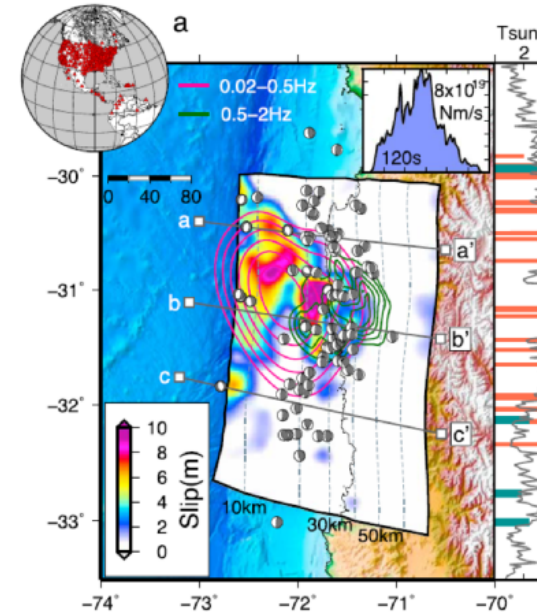 a
Tsun
2
0.02–0.5Hz
0.5–2Hz
8x10¹⁹
Nm/s
120s
−30°
0 40 80
a
a'
−31°
b
b'
c
−32°
c'
10
8
6
4
2
0
Slip(m)
10km
30km
50km
−33°
−74° −73° −72° −71° −70